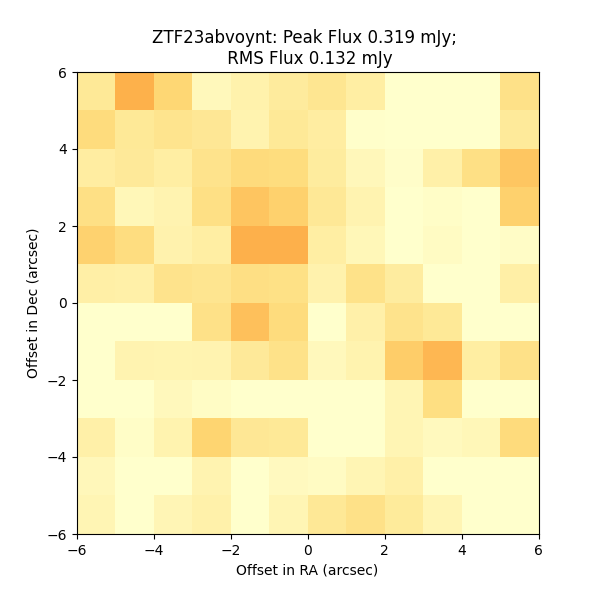 ZTF23abvoynt: Peak Flux 0.319 mJy;
RMS Flux 0.132 mJy
6
4
2
0
−2
−4
−6
Offset in Dec (arcsec)
−6 −4 −2 0 2 4 6
Offset in RA (arcsec)